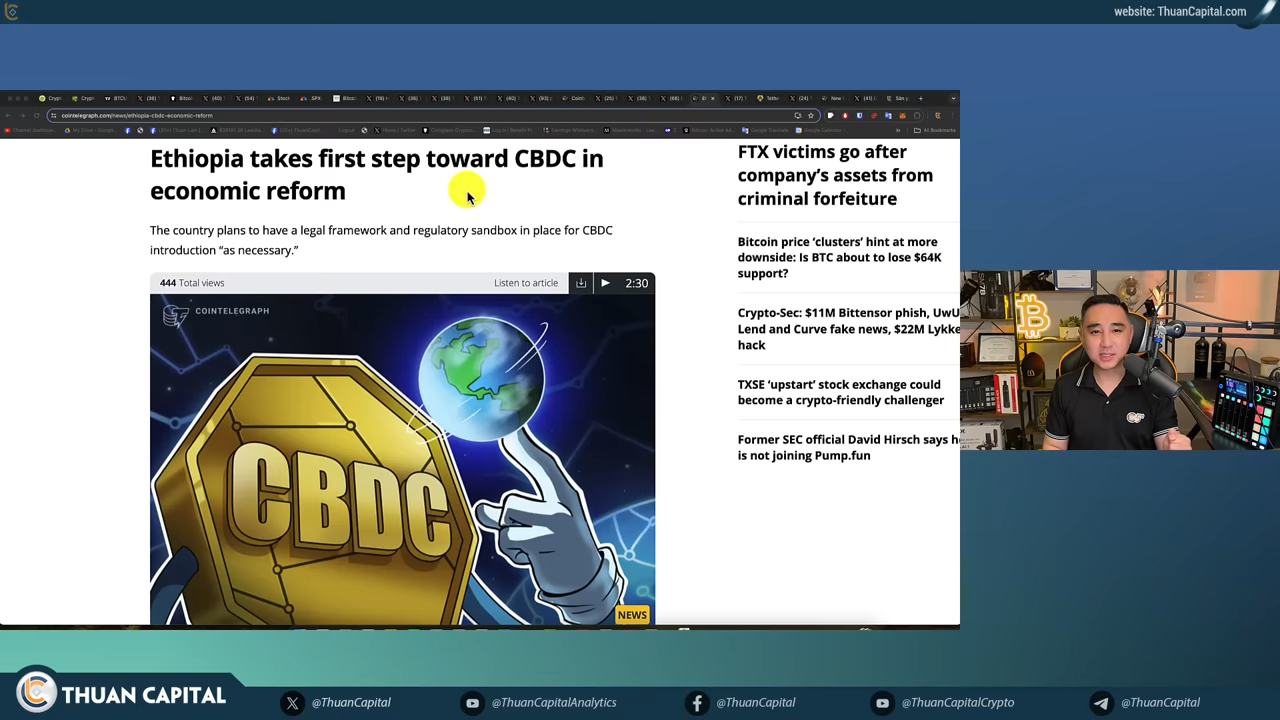 website: ThuanCapital.com
cointelegraph.com/news/ethiopia-cbdc-economic-reform
All Bookmarks
Ethiopia takes first step toward CBDC in
economic reform
The country plans to have a legal framework and regulatory sandbox in place for CBDC
introduction “as necessary.”
444 Total views
Listen to article
2:30
COINTELEGRAPH
CBDC
NEWS
FTX victims go after
company’s assets from
criminal forfeiture
Bitcoin price ‘clusters’ hint at more
downside: Is BTC about to lose $64K
support?
Crypto-Sec: $11M Bittensor phish, UwU
Lend and Curve fake news, $22M Lykke
hack
TXSE ‘upstart’ stock exchange could
become a crypto-friendly challenger
Former SEC official David Hirsch says h
is not joining Pump.fun
THUAN CAPITAL
@ThuanCapital
@ThuanCapitalAnalytics
@ThuanCapital
@ThuanCapitalCrypto
@ThuanCapital